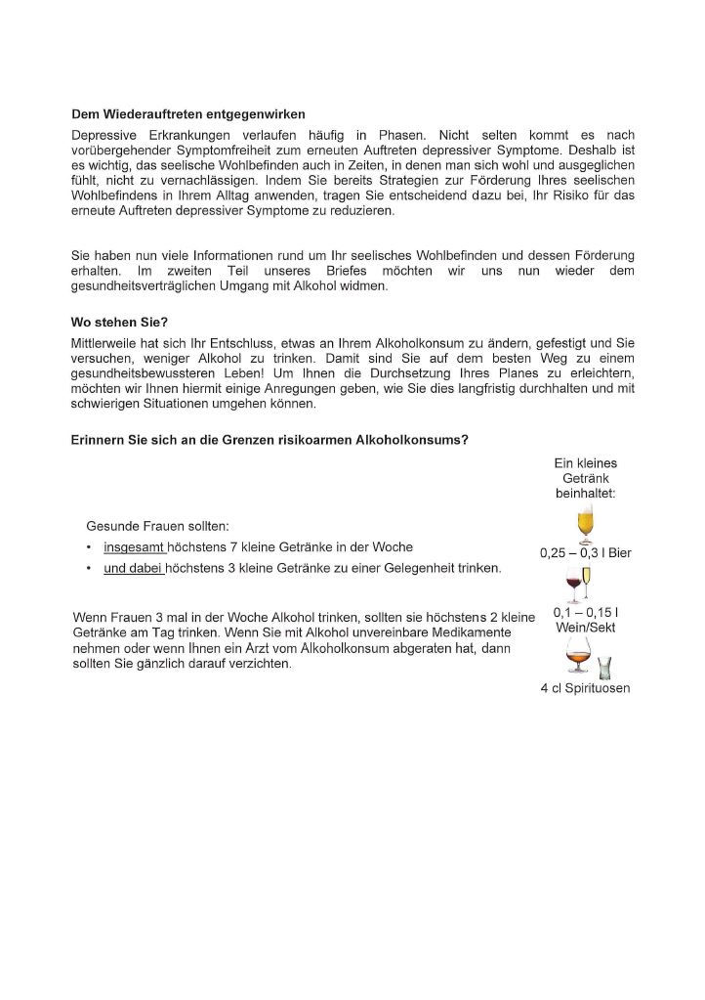 Dem Wiederauftreten entgegenwirken
Depressive Erkrankungen verlaufen häufig in Phasen. Nicht selten kommt es nach
vorübergehender Symptomfreiheit zum erneuten Auftreten depressiver Symptome. Deshalb ist
es wichtig, das seelische Wohlbefinden auch in Zeiten, in denen man sich wohl und ausgeglichen
fühlt, nicht zu vernachlässigen. Indem Sie bereits Strategien zur Förderung Ihres seelischen
Wohlbefindens in Ihrem Alltag anwenden, tragen Sie entscheidend dazu bei, Ihr Risiko für das
erneute Auftreten depressiver Symptome zu reduzieren.
Sie haben nun viele Informationen rund um Ihr seelisches Wohlbefinden und dessen Förderung
erhalten. Im zweiten Teil unseres Briefes möchten wir uns nun wieder dem
gesundheitsverträglichen Umgang mit Alkohol widmen.
Wo stehen Sie?
Mittlerweile hat sich Ihr Entschluss, etwas an Ihrem Alkoholkonsum zu ändern, gefestigt und Sie
versuchen, weniger Alkohol zu trinken. Damit sind Sie auf dem besten Weg zu einem
gesundheitsbewussteren Leben! Um Ihnen die Durchsetzung Ihres Planes zu erleichtern,
möchten wir Ihnen hiermit einige Anregungen geben, wie Sie dies langfristig durchhalten und mit
schwierigen Situationen umgehen können.
Erinnern Sie sich an die Grenzen risikoarmen Alkoholkonsums?
Gesunde Frauen sollten:
• insgesamt höchstens 7 kleine Getränke in der Woche
• und dabei höchstens 3 kleine Getränke zu einer Gelegenheit trinken.
Wenn Frauen 3 mal in der Woche Alkohol trinken, sollten sie höchstens 2 kleine
Getränke am Tag trinken. Wenn Sie mit Alkohol unvereinbare Medikamente
nehmen oder wenn Ihnen ein Arzt vom Alkoholkonsum abgeraten hat, dann
sollten Sie gänzlich darauf verzichten.
Ein kleines
Getränk
beinhaltet:
0,25 – 0,3 l Bier
0,1 – 0,15 l
Wein/Sekt
4 cl Spirituosen